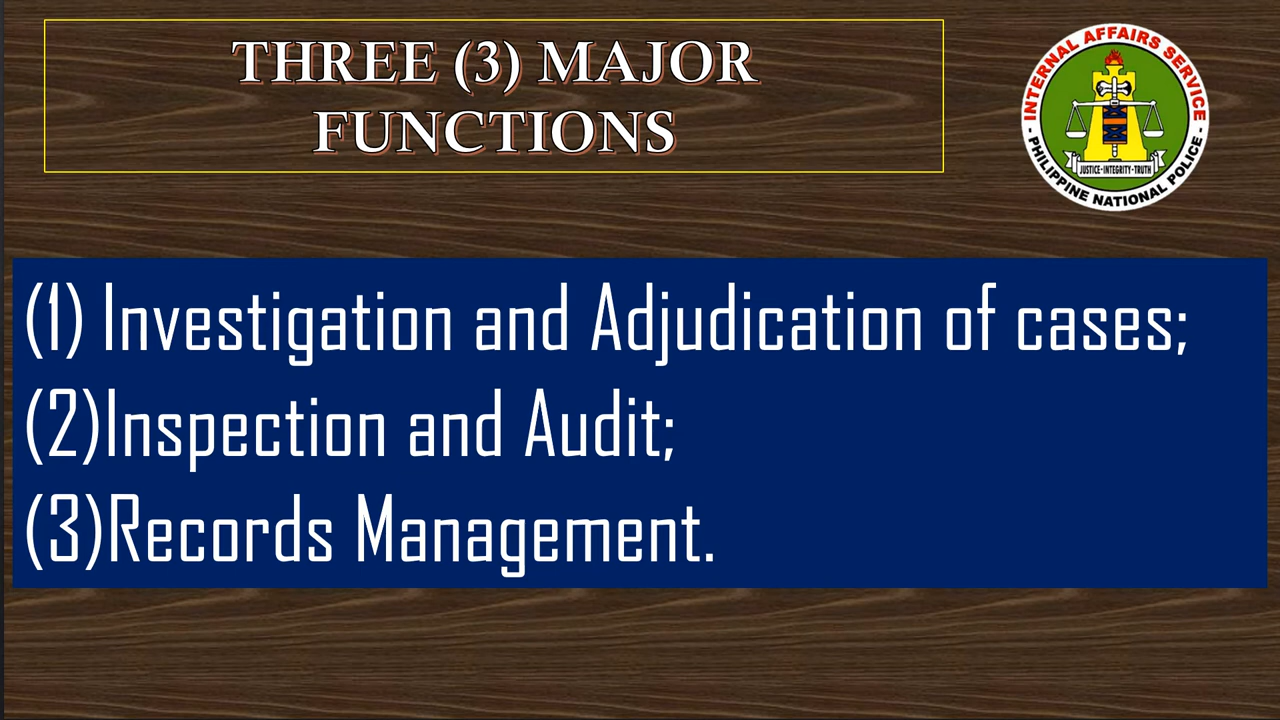 THREE (3) MAJOR
FUNCTIONS
INTERNAL AFFAIRS SERVICE
JUSTICE-INTEGRITY-TRUTH
- PHILIPPINE NATIONAL POLICE -
(1) Investigation and Adjudication of cases;
(2)Inspection and Audit;
(3)Records Management.